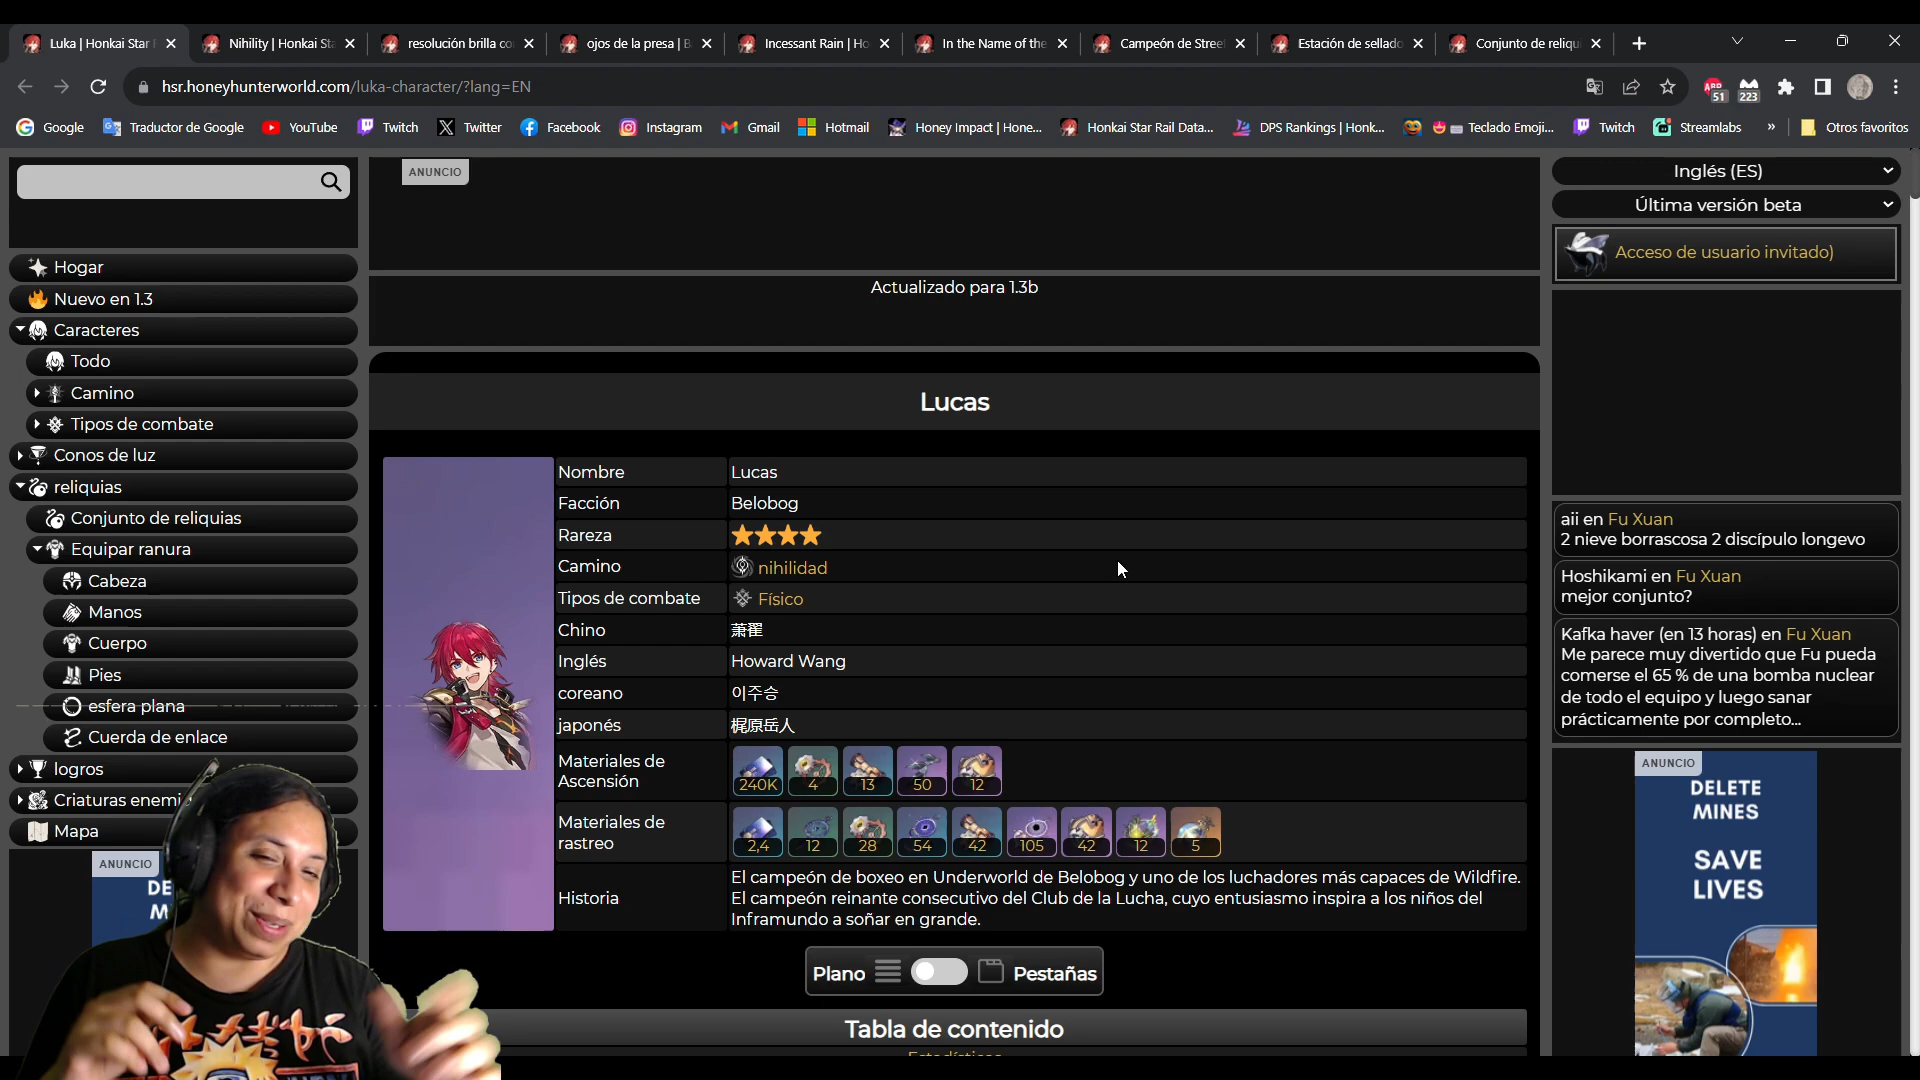 Luka | Honkai Star
Nihility | Honkai St
resolución brilla co
ojos de la presa | B
Incessant Rain | Ho
In the Name of the
Campeón de Street
Estación de sellado
Conjunto de reliqu
hsr.honeyhunterworld.com/luka-character/?lang=EN
51
223
Google
Traductor de Google
YouTube
Twitch
Twitter
Facebook
Instagram
Gmail
Hotmail
Honey Impact | Hone...
Honkai Star Rail Data...
DPS Rankings | Honk...
Teclado Emoji...
Twitch
Streamlabs
»
Otros favoritos
Hogar
Nuevo en 1.3
Caracteres
Todo
Camino
Tipos de combate
Conos de luz
reliquias
Conjunto de reliquias
Equipar ranura
Cabeza
Manos
Cuerpo
Pies
esfera plana
Cuerda de enlace
logros
Criaturas enemi
Mapa
ANUNCIO
DE
M
ANUNCIO
Actualizado para 1.3b
Lucas
Nombre Lucas
Facción Belobog
Rareza
Camino nihilidad
Tipos de combate Físico
Chino 萧翟
Inglés Howard Wang
coreano 이주승
japonés 梶原岳人
Materiales de
Ascensión
240K 4 13 50 12
Materiales de
rastreo
2,4 12 28 54 42 105 42 12 5
Historia
El campeón de boxeo en Underworld de Belobog y uno de los luchadores más capaces de Wildfire.
El campeón reinante consecutivo del Club de la Lucha, cuyo entusiasmo inspira a los niños del
Inframundo a soñar en grande.
Plano Pestañas
Tabla de contenido
Estadísticas
Inglés (ES)
Última versión beta
Acceso de usuario invitado)
aii en Fu Xuan
2 nieve borrascosa 2 discípulo longevo
Hoshikami en Fu Xuan
mejor conjunto?
Kafka haver (en 13 horas) en Fu Xuan
Me parece muy divertido que Fu pueda
comerse el 65 % de una bomba nuclear
de todo el equipo y luego sanar
prácticamente por completo...
ANUNCIO
DELETE
MINES
SAVE
LIVES